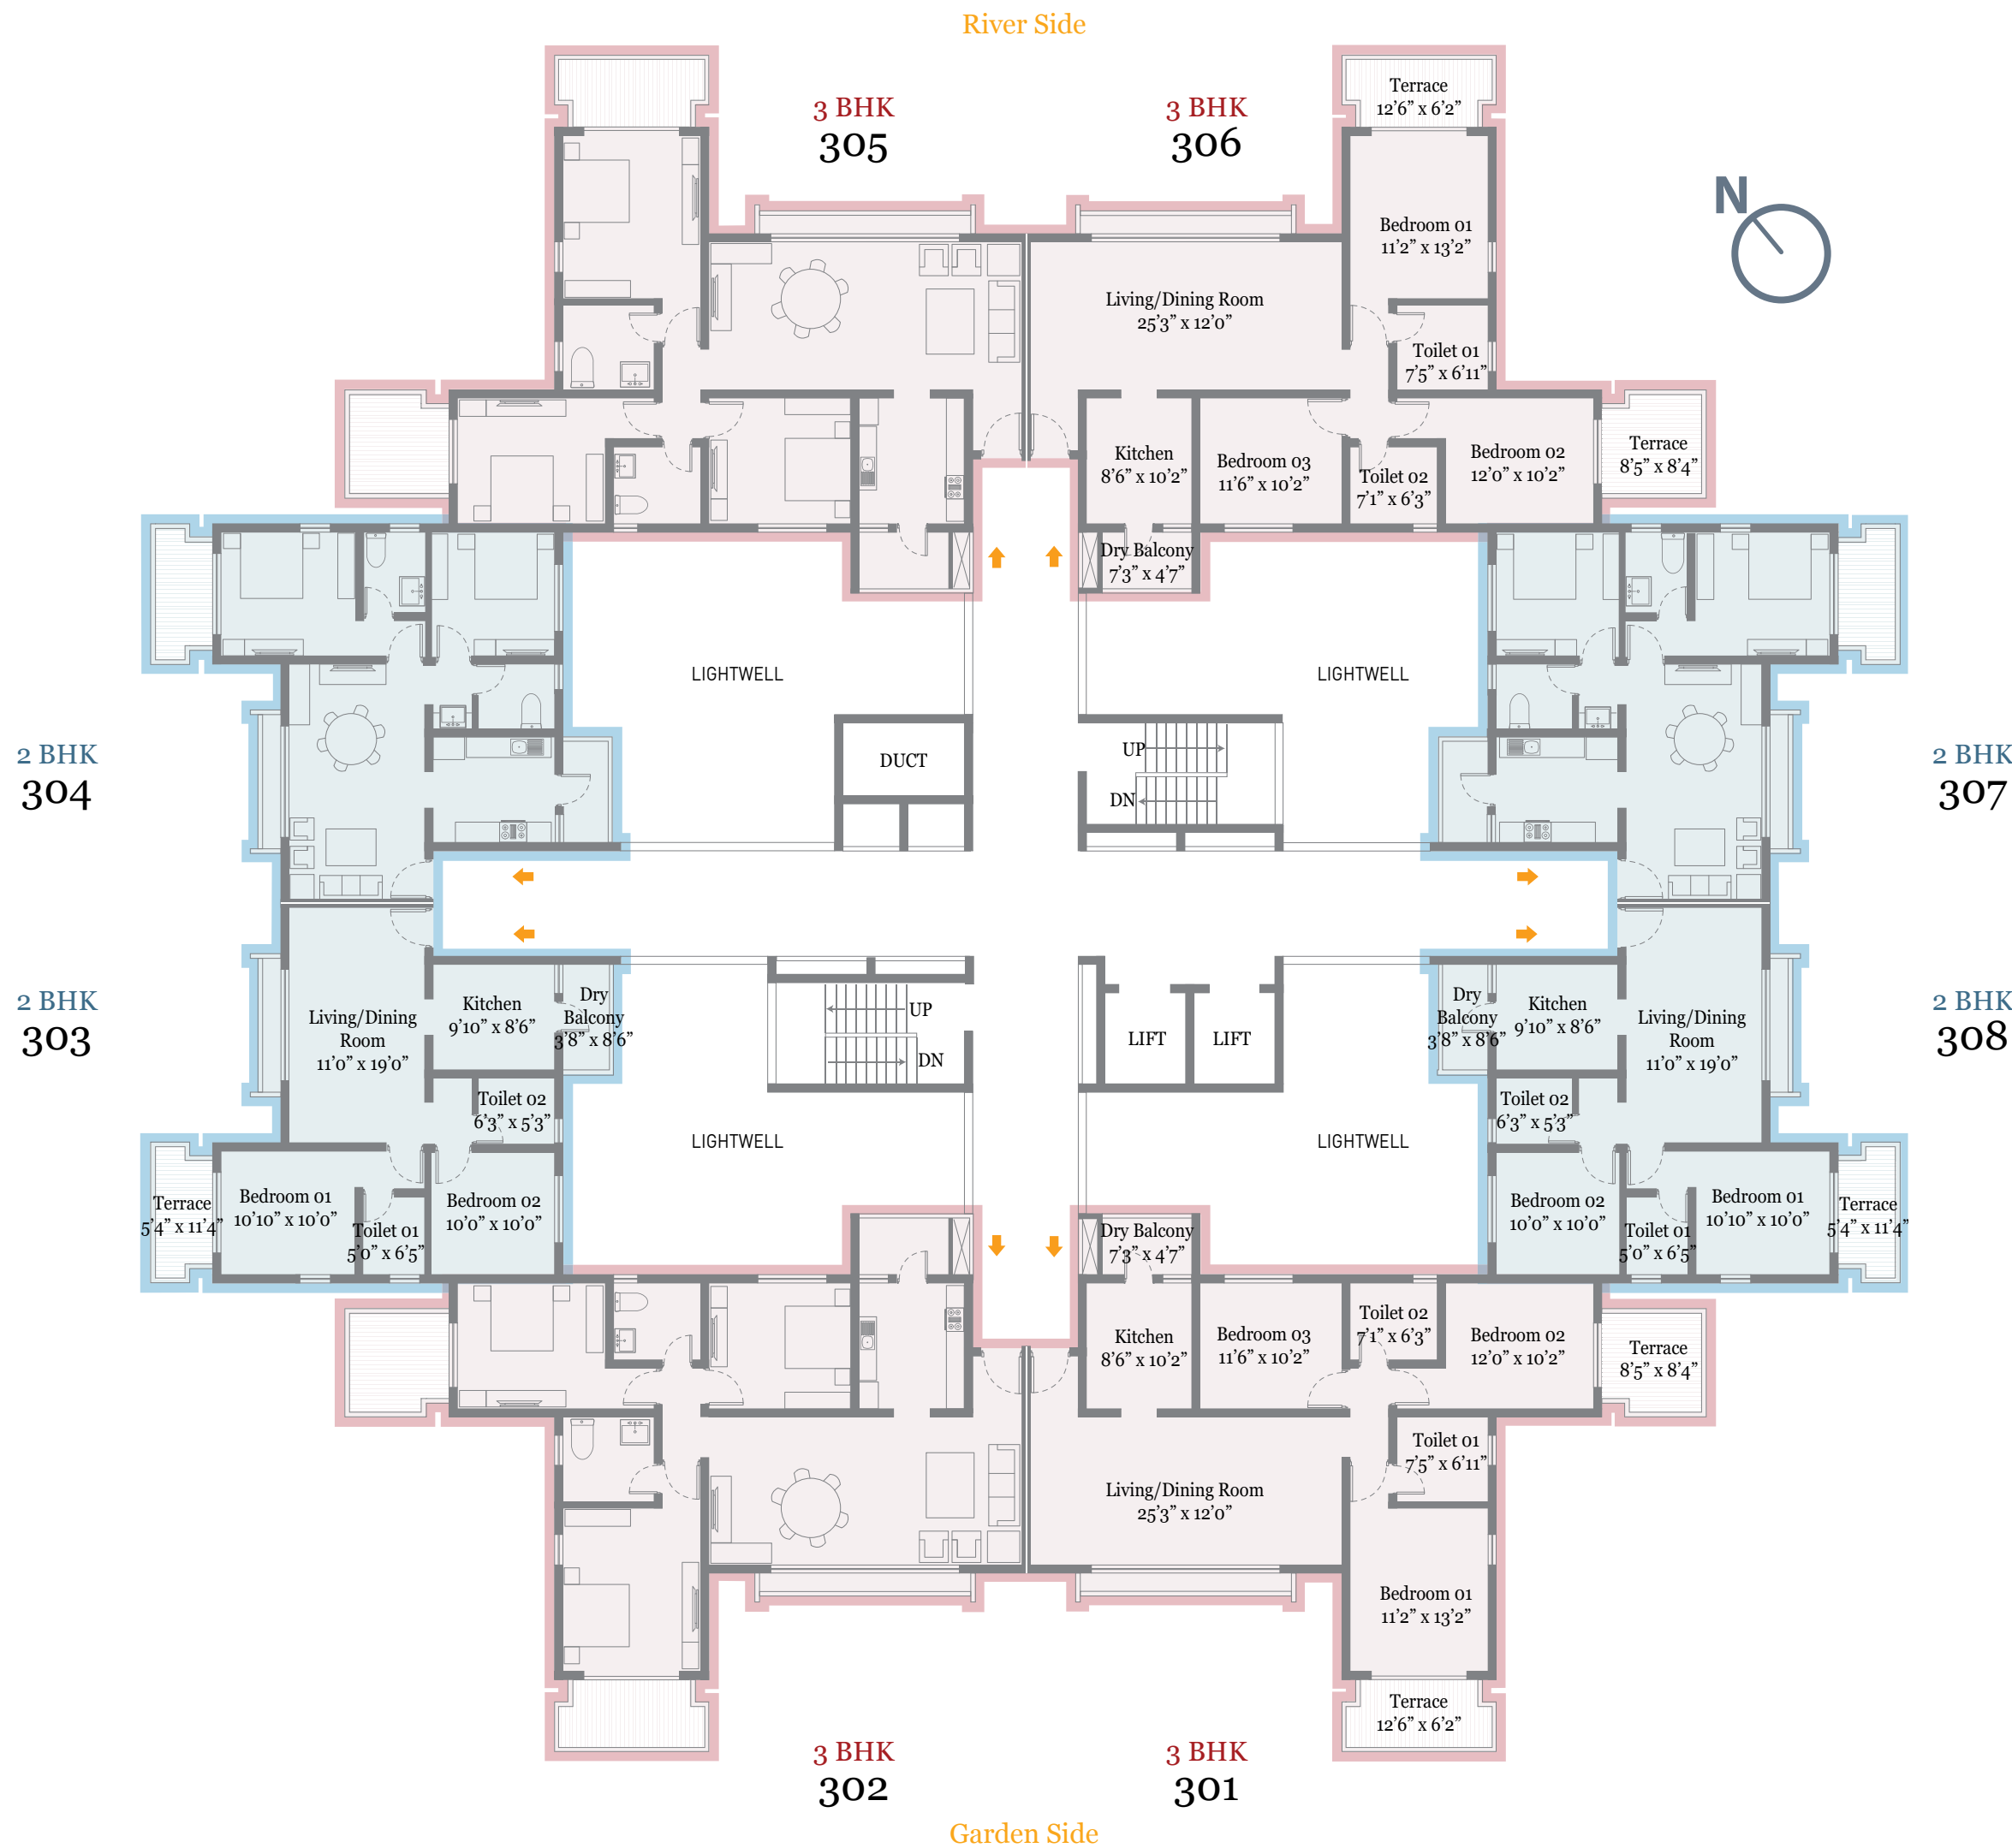 River Side
3 BHK
305
3 BHK
306
Terrace
12’6” x 6’2”
N
Bedroom 01
11’2” x 13’2”
Living/Dining Room
25’3” x 12’0”
Toilet 01
7’5” x 6’11”
Kitchen
8’6” x 10’2”
Bedroom 03
11’6” x 10’2”
Toilet 02
7’1” x 6’3”
Bedroom 02
12’0” x 10’2”
Terrace
8’5” x 8’4”
Dry Balcony
7’3” x 4’7”
LIGHTWELL
LIGHTWELL
2 BHK
304
DUCT
UP
DN
2 BHK
307
2 BHK
303
Living/Dining
Room
11’0” x 19’0”
Kitchen
9’10” x 8’6”
Dry
Balcony
3’8” x 8’6”
UP
DN
LIFT
LIFT
Dry
Balcony
3’8” x 8’6”
Kitchen
9’10” x 8’6”
Living/Dining
Room
11’0” x 19’0”
2 BHK
308
Toilet 02
6’3” x 5’3”
LIGHTWELL
LIGHTWELL
Toilet 02
6’3” x 5’3”
Terrace
5’4” x 11’4”
Bedroom 01
10’10” x 10’0”
Toilet 01
5’0” x 6’5”
Bedroom 02
10’0” x 10’0”
Dry Balcony
7’3” x 4’7”
Bedroom 02
10’0” x 10’0”
Toilet 01
5’0” x 6’5”
Bedroom 01
10’10” x 10’0”
Terrace
5’4” x 11’4”
Kitchen
8’6” x 10’2”
Bedroom 03
11’6” x 10’2”
Toilet 02
7’1” x 6’3”
Bedroom 02
12’0” x 10’2”
Terrace
8’5” x 8’4”
Toilet 01
7’5” x 6’11”
Living/Dining Room
25’3” x 12’0”
Bedroom 01
11’2” x 13’2”
Terrace
12’6” x 6’2”
3 BHK
302
3 BHK
301
Garden Side